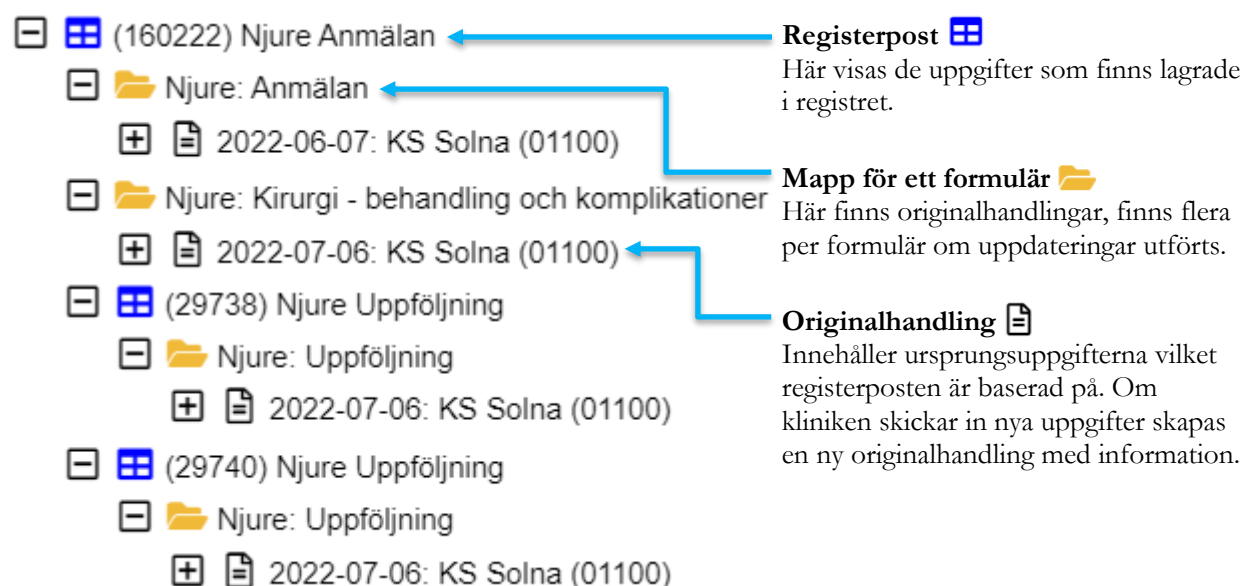 (160222) Njure Anmälan
Njure: Anmälan
2022-06-07: KS Solna (01100)
Njure: Kirurgi - behandling och komplikationer
2022-07-06: KS Solna (01100)
(29738) Njure Uppföljning
Njure: Uppföljning
2022-07-06: KS Solna (01100)
(29740) Njure Uppföljning
Njure: Uppföljning
2022-07-06: KS Solna (01100)
Registerpost
Här visas de uppgifter som finns lagrade
i registret.
Mapp för ett formulär
Här finns originalhandlingar, finns flera
per formulär om uppdateringar utförts.
Originalhandling
Innehåller ursprungsuppgifterna vilket
registerposten är baserad på. Om
kliniken skickar in nya uppgifter skapas
en ny originalhandling med information.